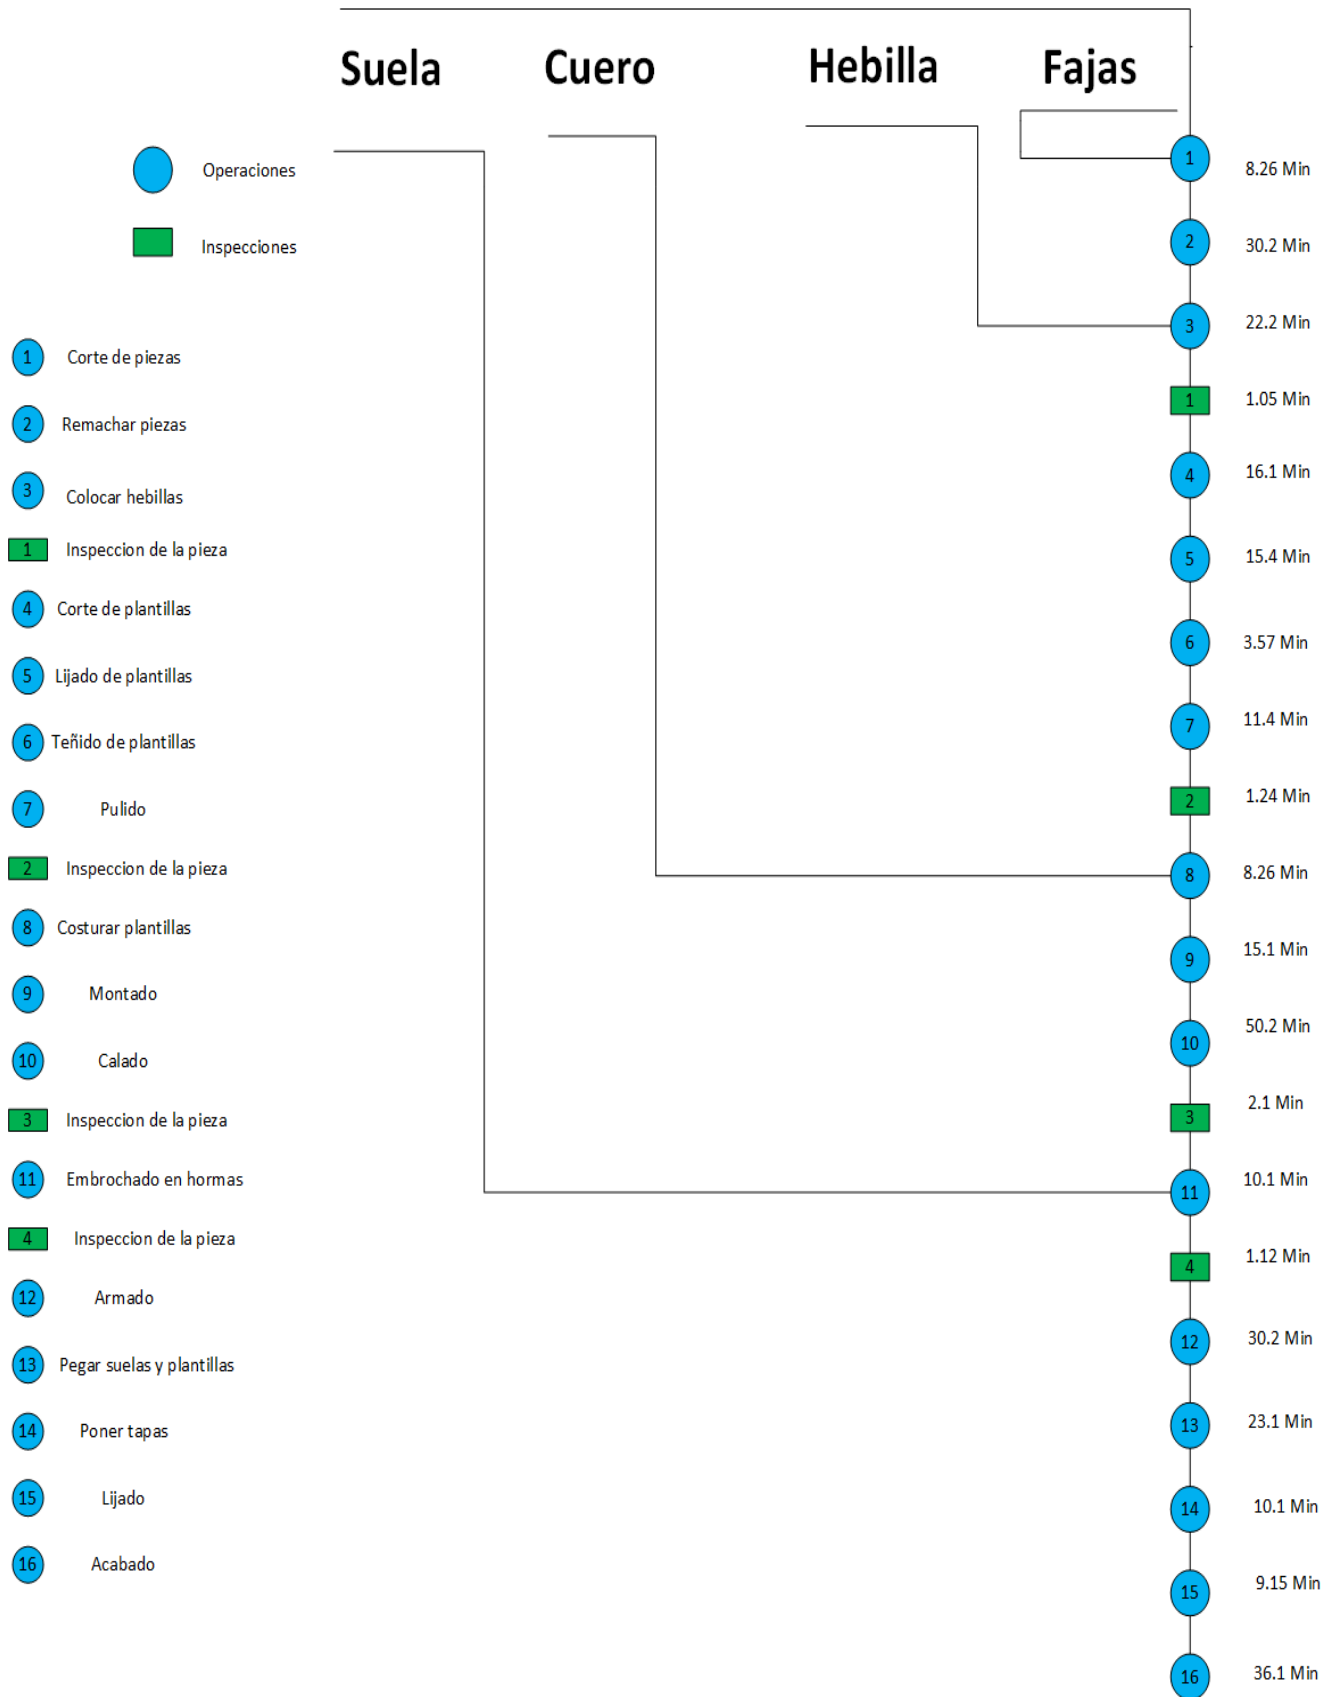 Suela
Cuero
Hebilla
Fajas
Operaciones
Inspecciones
1 Corte de piezas
2 Remachar piezas
3 Colocar hebillas
1 Inspeccion de la pieza
4 Corte de plantillas
5 Lijado de plantillas
6 Teñido de plantillas
7 Pulido
2 Inspeccion de la pieza
8 Costurar plantillas
9 Montado
10 Calado
3 Inspeccion de la pieza
11 Embrochado en hormas
4 Inspeccion de la pieza
12 Armado
13 Pegar suelas y plantillas
14 Poner tapas
15 Lijado
16 Acabado
1 8.26 Min
2 30.2 Min
3 22.2 Min
1 1.05 Min
4 16.1 Min
5 15.4 Min
6 3.57 Min
7 11.4 Min
2 1.24 Min
8 8.26 Min
9 15.1 Min
10 50.2 Min
3 2.1 Min
11 10.1 Min
4 1.12 Min
12 30.2 Min
13 23.1 Min
14 10.1 Min
15 9.15 Min
16 36.1 Min